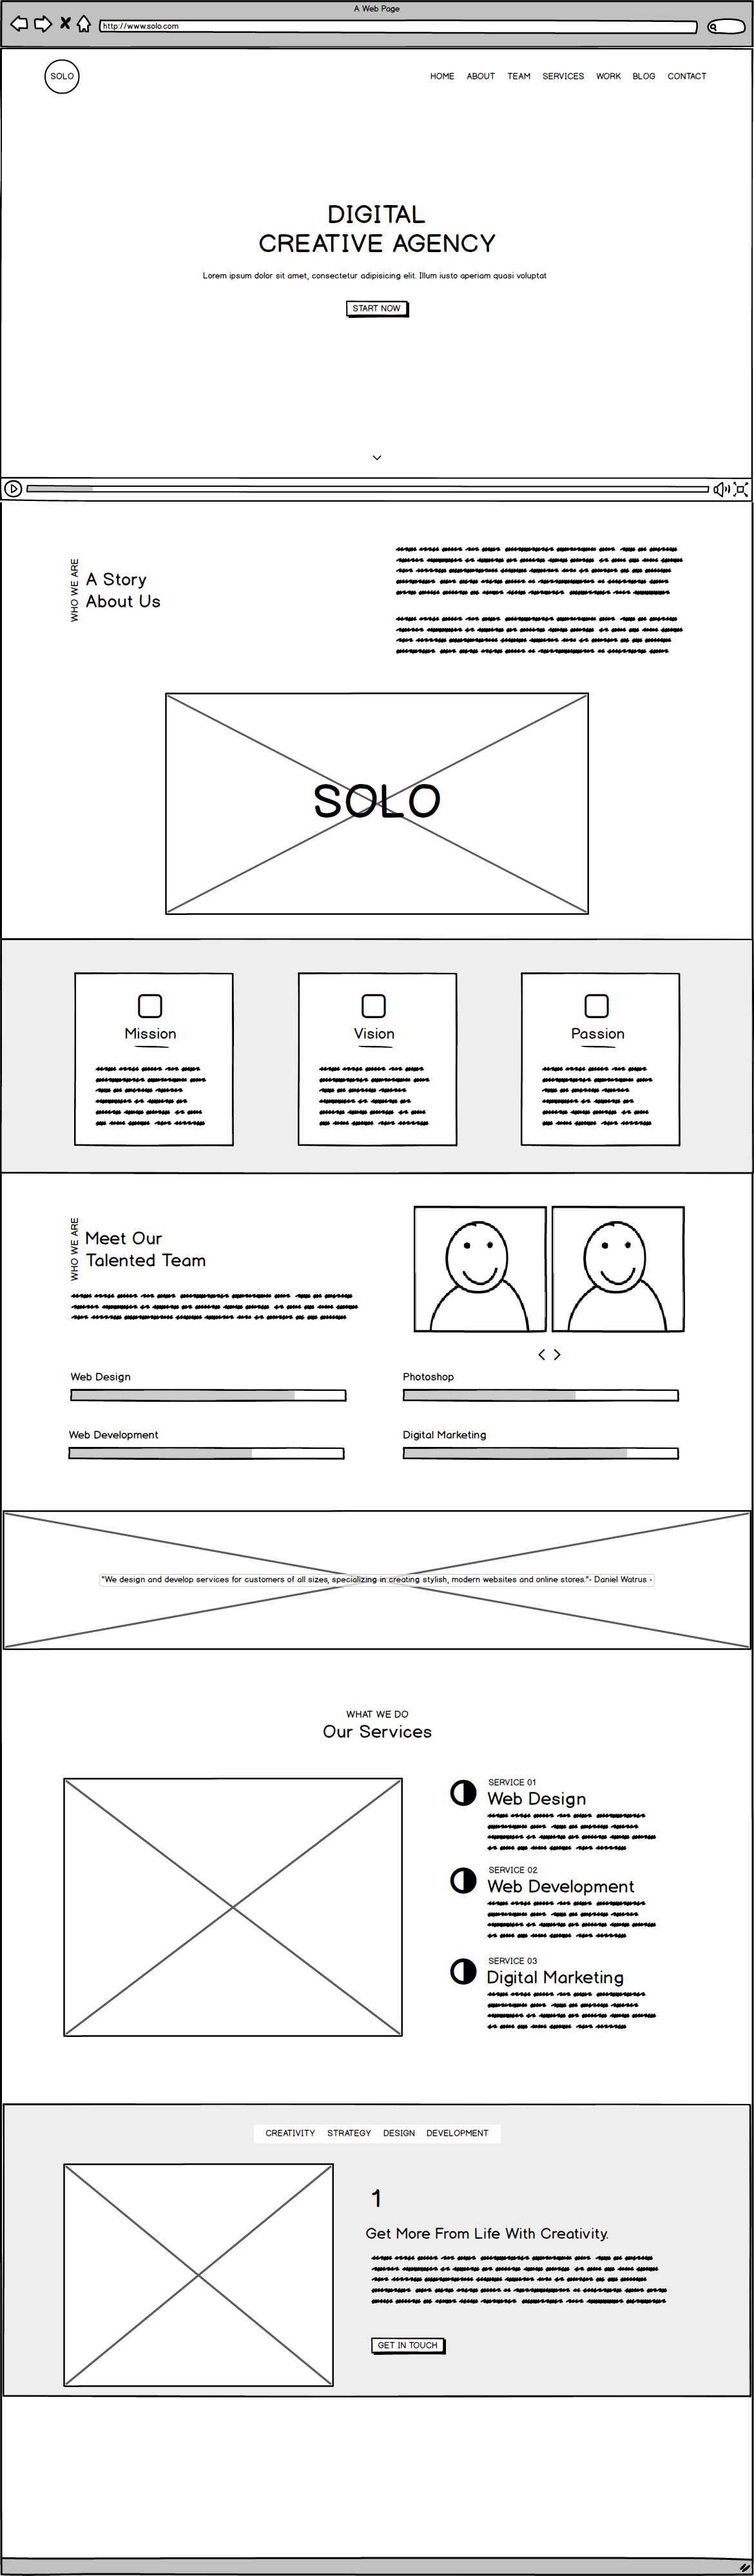 A Web Page
http://www.solo.com
SOLO
HOME ABOUT TEAM SERVICES WORK BLOG CONTACT
DIGITAL
CREATIVE AGENCY
Lorem ipsum dolor sit amet, consectetur adipisicing elit. Illum iusto aperiam quasi voluptat
START NOW
WHO WE ARE
A Story
About Us
SOLO
Mission
Vision
Passion
WHO WE ARE
Meet Our
Talented Team
Web Design
Photoshop
Web Development
Digital Marketing
"We design and develop services for customers of all sizes, specializing in creating stylish, modern websites and online stores."- Daniel Watrus -
WHAT WE DO
Our Services
SERVICE 01
Web Design
SERVICE 02
Web Development
SERVICE 03
Digital Marketing
CREATIVITY STRATEGY DESIGN DEVELOPMENT
1
Get More From Life With Creativity.
GET IN TOUCH